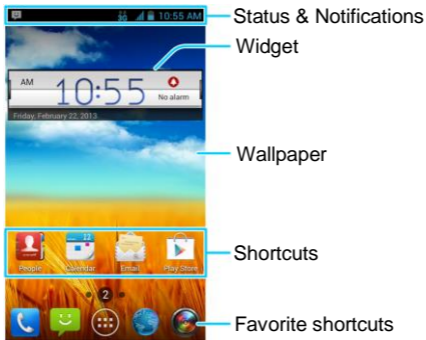 3G 10:55 AM
Status & Notifications
Widget
AM
10:55
No alarm
Friday, February 22, 2013
Wallpaper
22
Shortcuts
People Calendar Email Play Store
2
Favorite shortcuts